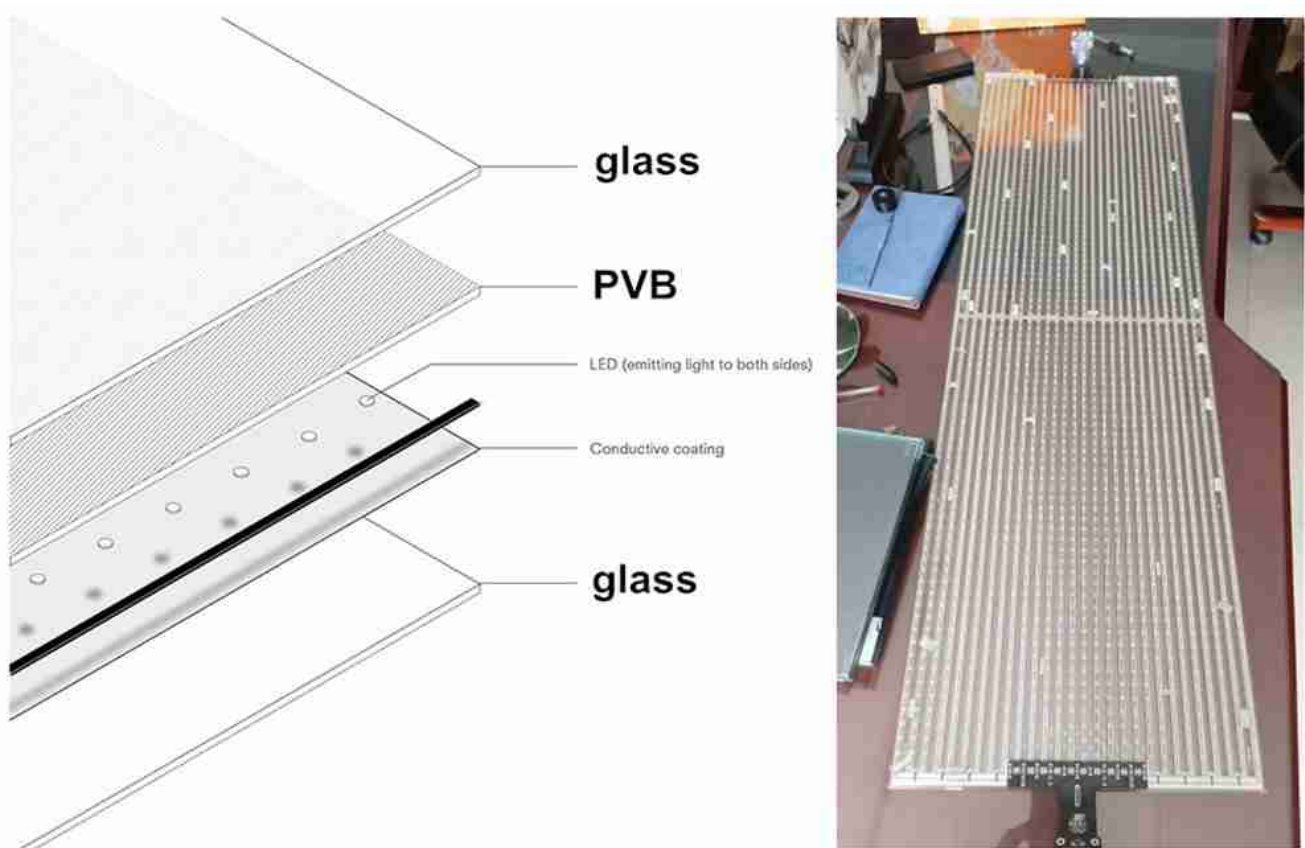 glass
PVB
LED (emitting light to both sides)
Conductive coating
glass